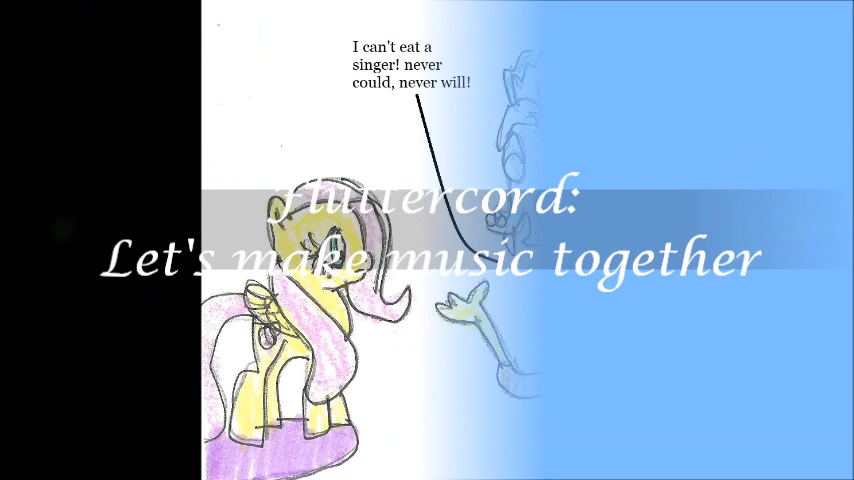 I can't eat a
singer! never
could, never will!
Fluttercord:
Let's make music together